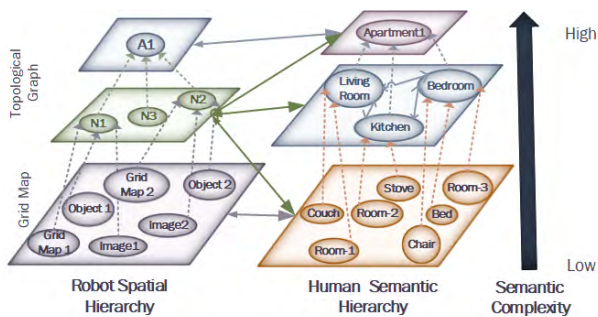 A1
Apartment1
High
Topological
Graph
N1
N3
N2
Living
Room
Bedroom
Kitchen
Grid Map
Grid
Map 2
Object 2
Object 1
Image2
Grid
Map 1
Image1
Stove
Room-3
Couch
Room-2
Bed
Room-1
Chair
Low
Robot Spatial
Hierarchy
Human Semantic
Hierarchy
Semantic
Complexity